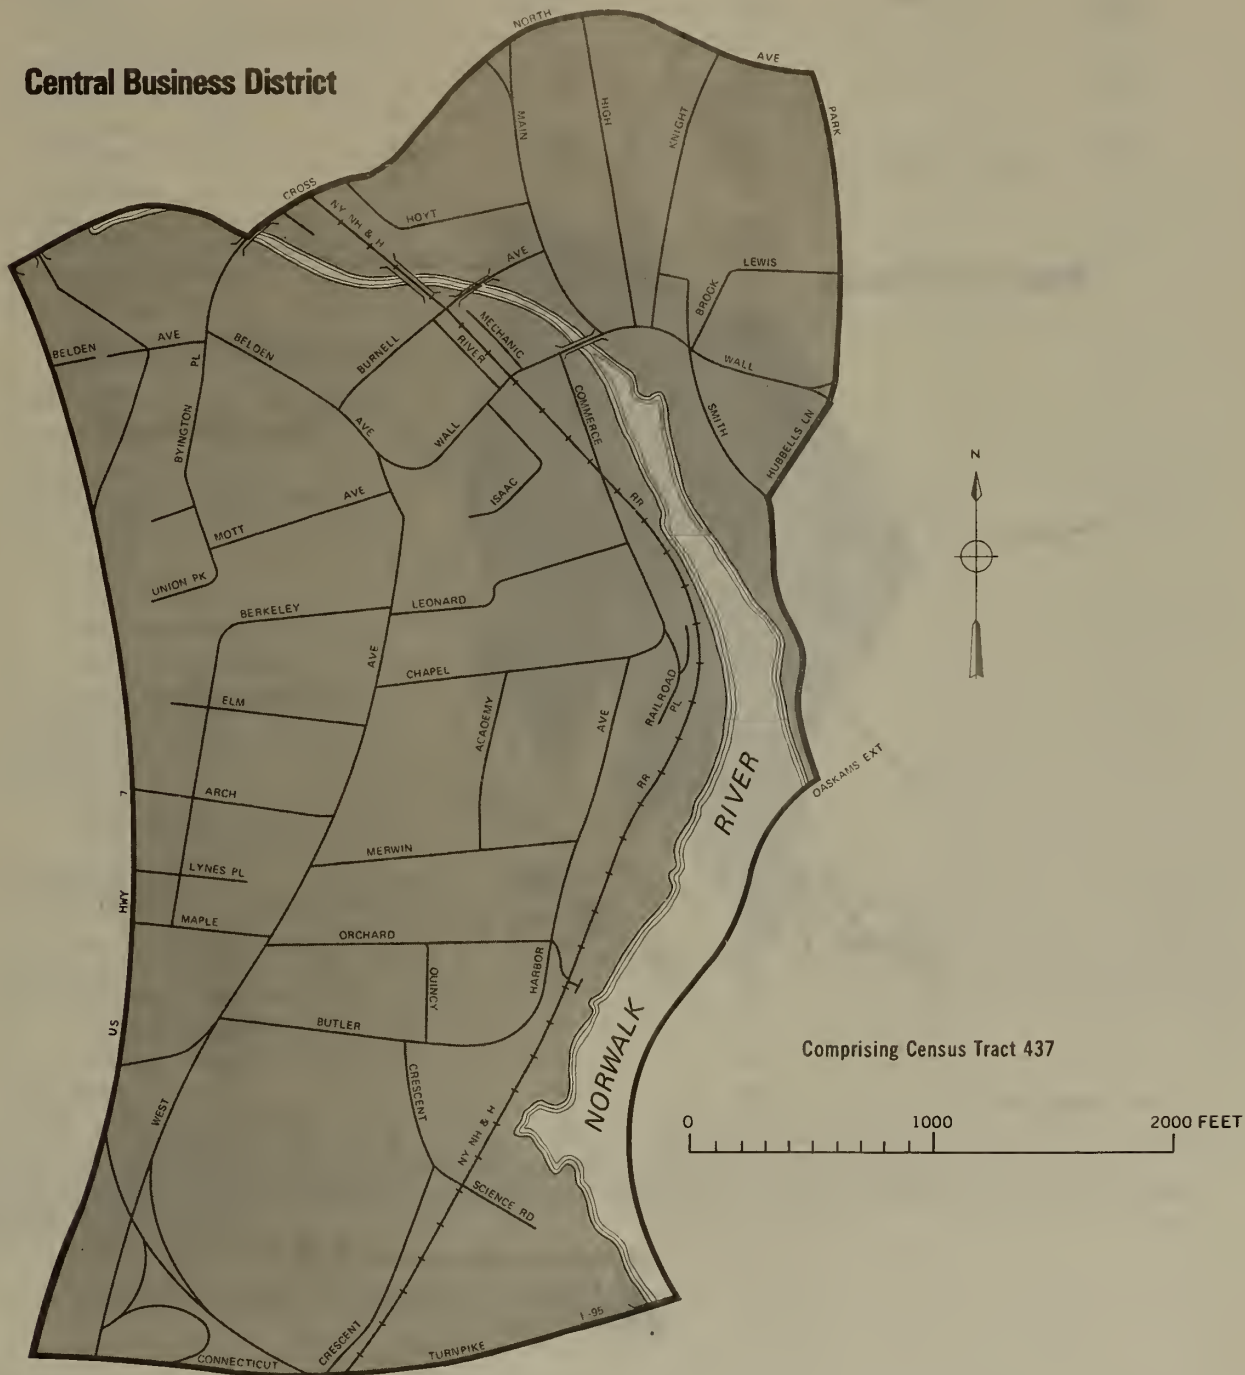 Central Business District
NORTH
AVE
PARK
MAIN
HIGH
KNIGHT
CROSS
NY NH & H
HOYT
AVE
LEWIS
BROOK
BELDEN
AVE
PL
BELDEN
BURNELL
RIVER
MECHANIC
WALL
COMMERCE
SMITH
HUBBELLS LN
BYINGTON
AVE
WALL
ISAAC
RR
MOTT
AVE
UNION PK
BERKELEY
LEONARD
AVE
CHAPEL
N
ELM
ACADEMY
AVE
RAILROAD
PL
RR
OASKAMS EXT
RIVER
7
ARCH
MERWIN
LYNES PL
HWY
MAPLE
ORCHARD
QUINCY
HARBOR
US
BUTLER
NORWALK
Comprising Census Tract 437
CRESCENT
WEST
NY NH & H
0 1000 2000 FEET
SCIENCE RD
I-95
CRESCENT
TURNPIKE
CONNECTICUT